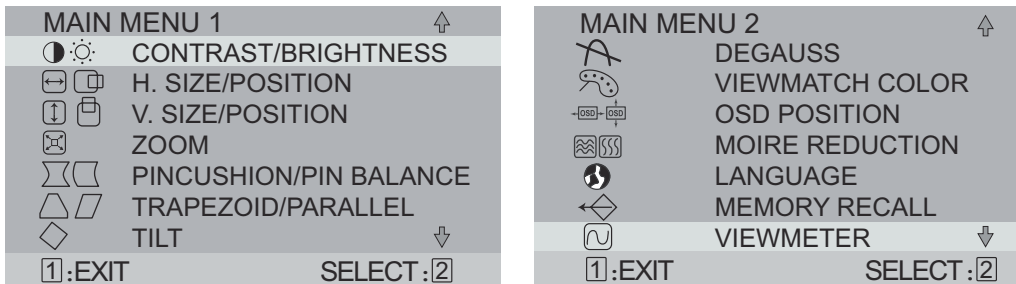 MAIN MENU 1
CONTRAST/BRIGHTNESS
H. SIZE/POSITION
V. SIZE/POSITION
ZOOM
PINCUSHION/PIN BALANCE
TRAPEZOID/PARALLEL
TILT
1:EXIT SELECT:2
MAIN MENU 2
DEGAUSS
VIEWMATCH COLOR
OSD OSD OSD POSITION
MOIRE REDUCTION
LANGUAGE
MEMORY RECALL
VIEWMETER
1:EXIT SELECT:2